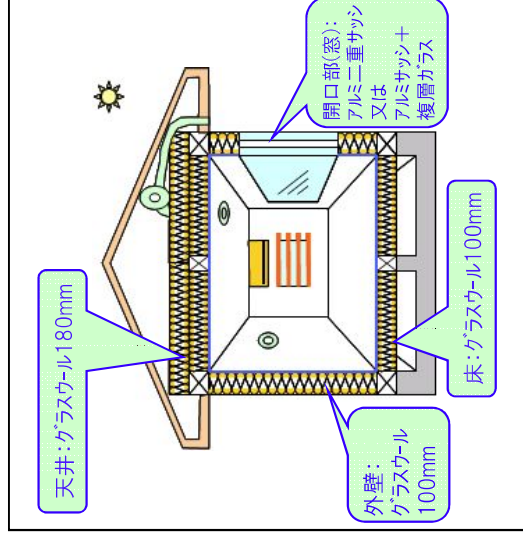 天井：グラスウール180mm
開口部(窓)：
アルミ二重サッシ
又は
アルミサッシ＋
複層ガラス
外壁：
グラスウール
100mm
床：グラスウール100mm